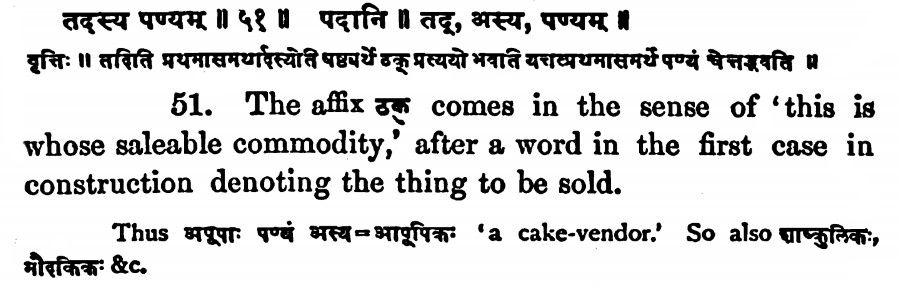 तदस्य पण्यम् ॥ ५१ ॥ पदानि ॥ तद्, अस्य, पण्यम् ॥
वृत्तिः ॥ तदिति प्रथमासमर्थादस्येति षष्ठ्यर्थे ठक् प्रत्ययो भवति यत्तत्प्रथमासमर्थं पण्यं चेत्तद्भवति ॥
51. The affix ठक् comes in the sense of ‘this is
whose saleable commodity,’ after a word in the first case in
construction denoting the thing to be sold.
Thus अपूपाः पण्यं अस्य=आपूपिकः ‘a cake-vendor.’ So also शाष्कुलिकः,
मौदकिकः &c.